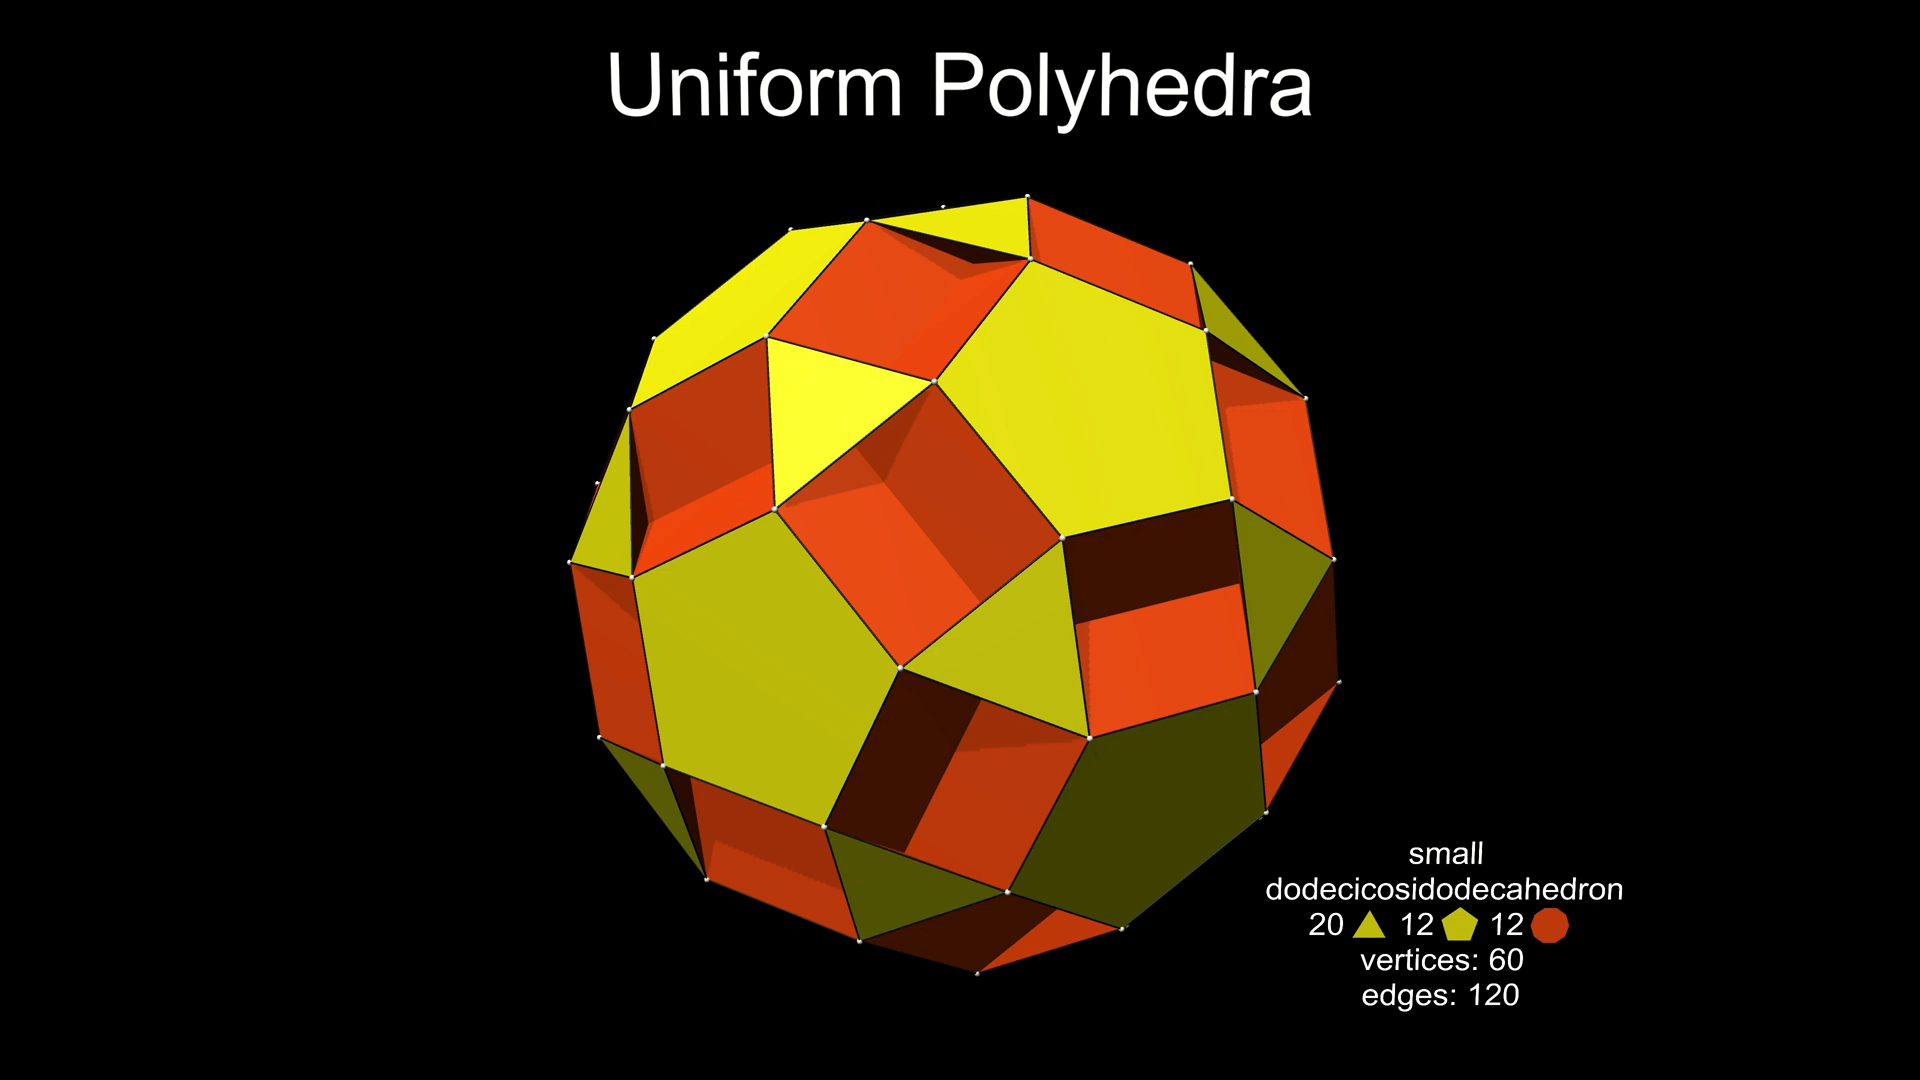 Uniform Polyhedra
small
dodecicosidodecahedron
20 12 12
vertices: 60
edges: 120